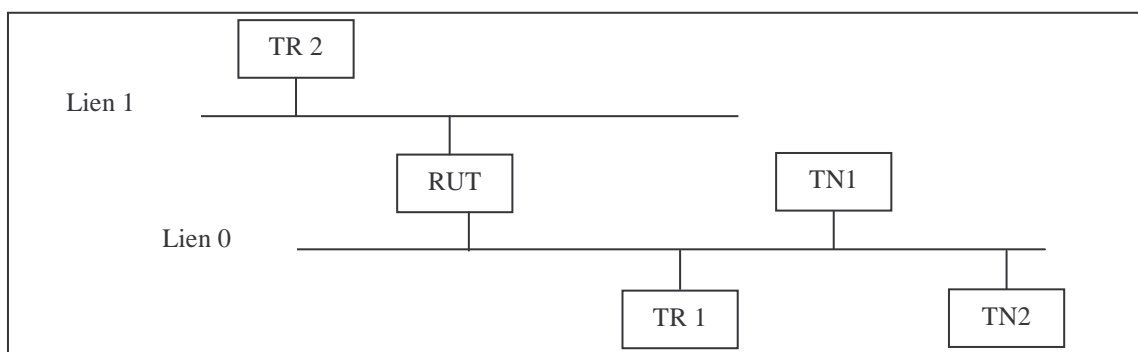 TR 2
Lien 1
RUT
TN1
Lien 0
TR 1
TN2